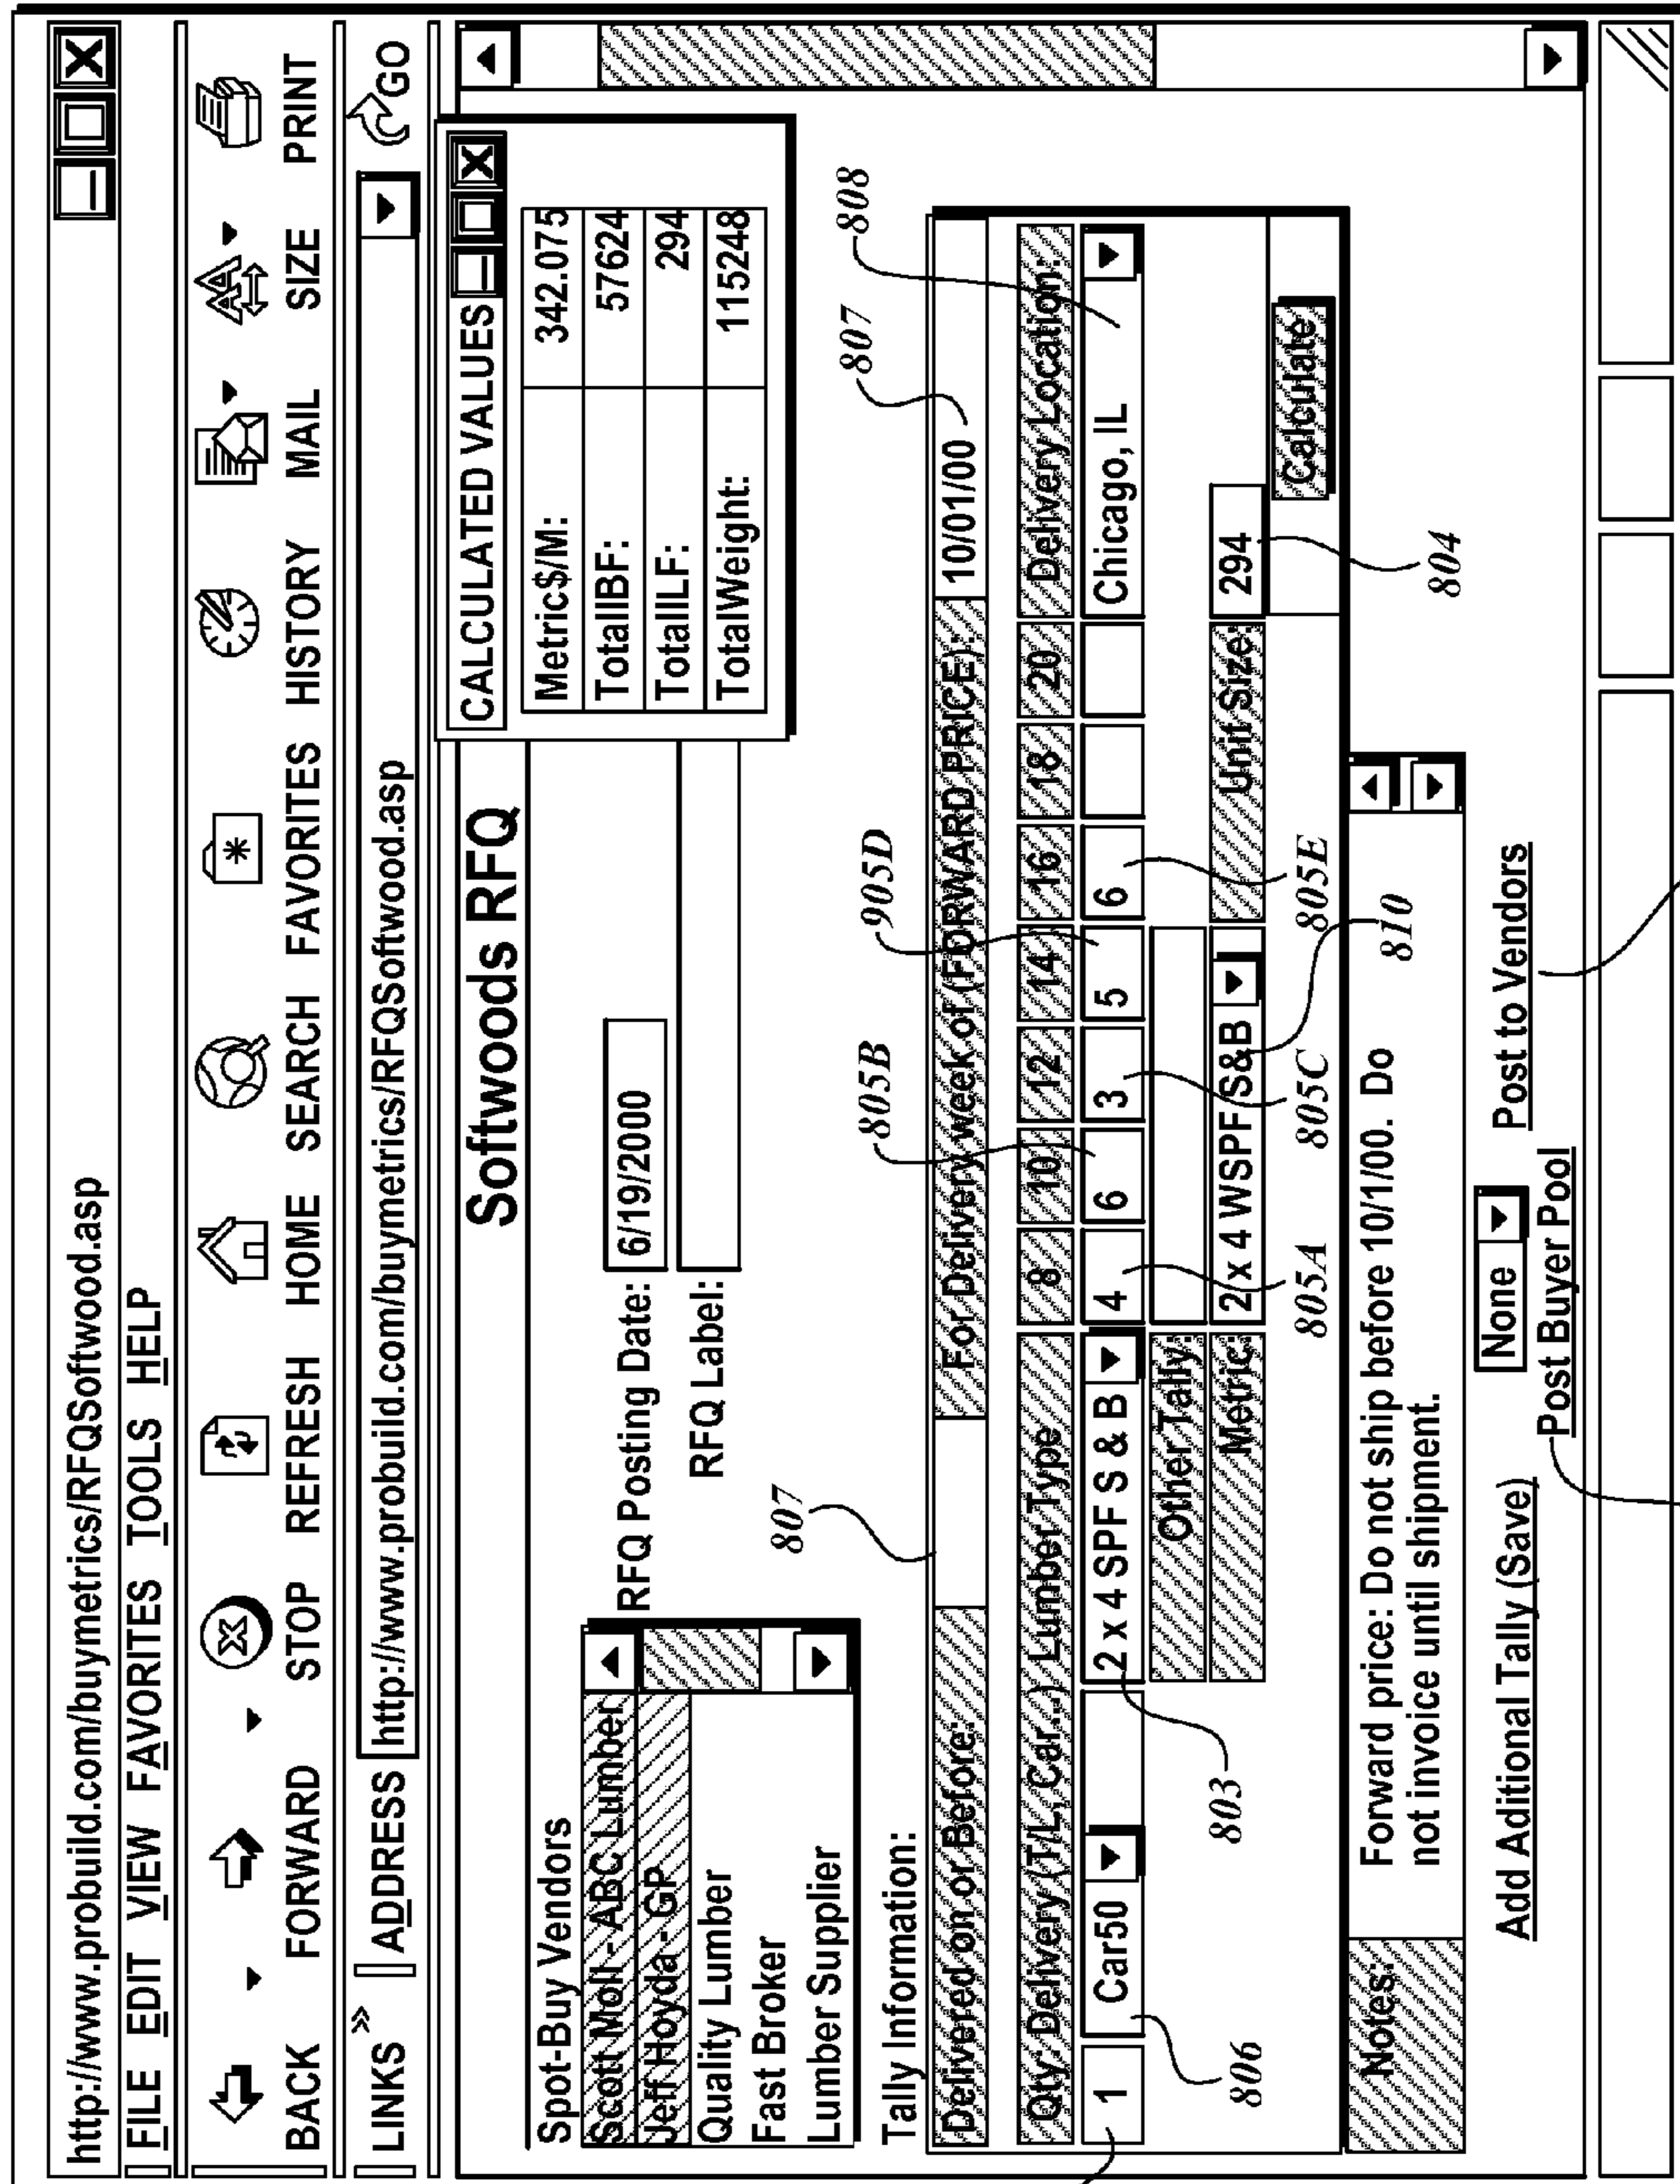 http://www.probuild.com/buymetrics/RFQSoftwood.asp
FILE EDIT VIEW FAVORITES TOOLS HELP
BACK FORWARD STOP REFRESH HOME SEARCH FAVORITES HISTORY MAIL SIZE PRINT
LINKS » ADDRESS http://www.probuild.com/buymetrics/RFQSoftwood.asp GO
Softwoods RFQ
CALCULATED VALUES
Metric$/M: 342.075
TotallBF: 57624
TotallLF: 294
TotalWeight: 115248
Spot-Buy Vendors
Scott Moll - ABC Lumber
Jeff Hoyda - GP
Quality Lumber
Fast Broker
Lumber Supplier
RFQ Posting Date: 6/19/2000
RFQ Label:
Tally Information:
807
805B
905D
807
808
Delivered on or Before: For Delivery week of (FORWARD PRICE): 10/01/00
Qty: Delivery (T/L, Car..) Lumber Type 8 10 12 14 16 18 20 Delivery Location:
1 Car50 2 x 4 SPF S & B 4 6 3 5 6 Chicago, IL
Other Tally:
Metric: 2 x 4 WSPF S&B Unit Size: 294
Calculate
806
803
805A
805C
805E
810
804
Notes: Forward price: Do not ship before 10/1/00. Do
not invoice until shipment.
None
Add Aditional Tally (Save) Post Buyer Pool Post to Vendors